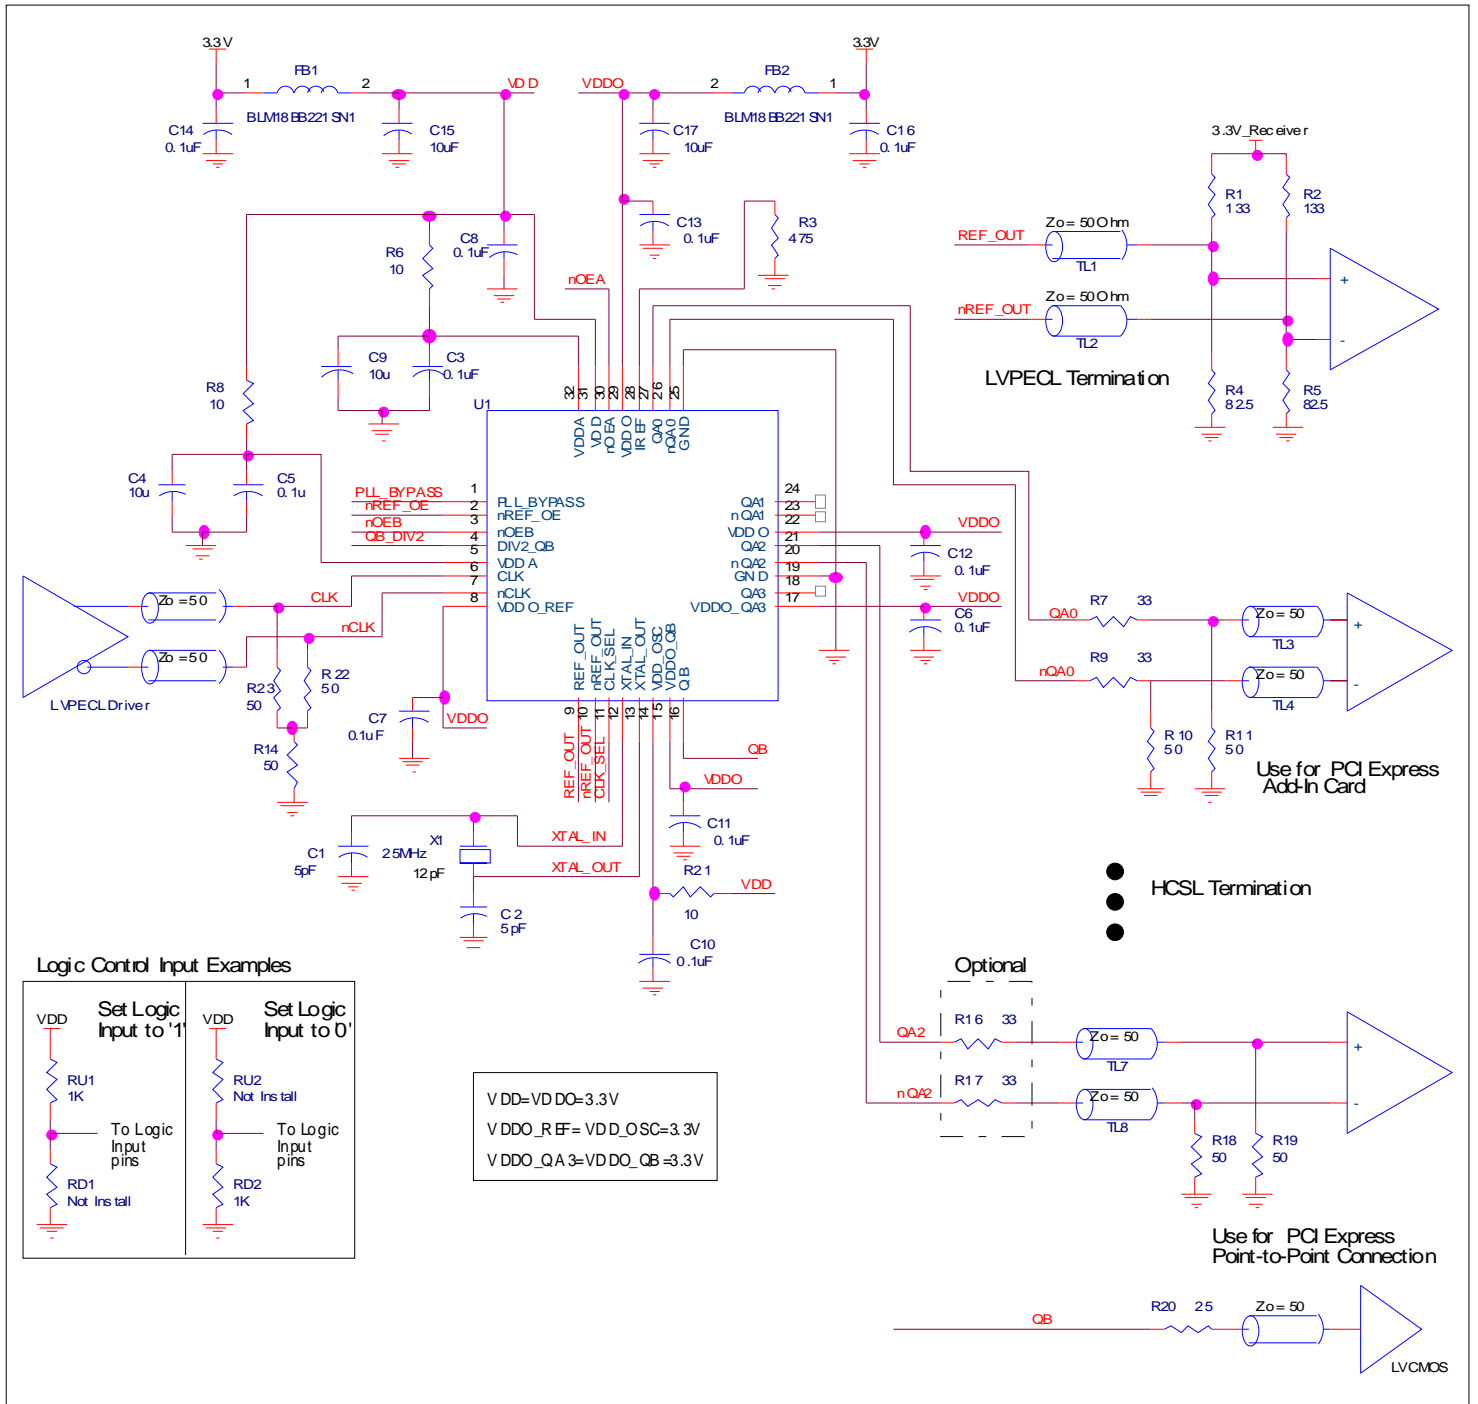 3.3V
FB1
1
2
VDD
C14
0.1uF
BLM18BB221SN1
C15
10uF
VDDO
3.3V
FB2
2
1
C17
10uF
BLM18BB221SN1
C16
0.1uF
C13
0.1uF
R3
475
R6
10
C8
0.1uF
nOEA
C9
10u
C3
0.1uF
R8
10
C4
10u
C5
0.1u
3.3V_Receiver
R1
133
R2
133
REF_OUT
Zo = 50 Ohm
TL1
nREF_OUT
Zo = 50 Ohm
TL2
+
-
LVPECL Termination
R4
82.5
R5
82.5
U1
32
31
30
29
28
27
26
25
VDDA
VDD
nOEA
VDDO
IREF
QA0
nQA0
GND
PLL_BYPASS
nREF_OE
nOEB
QB_DIV2
1
2
3
4
5
6
7
8
PLL_BYPASS
nREF_OE
nOEB
DIV2_QB
VDDA
CLK
nCLK
VDDO_REF
24
23
22
21
20
19
18
17
QA1
nQA1
VDDO
QA2
nQA2
GND
QA3
VDDO_QA3
REF_OUT
nREF_OUT
CLK_SEL
XTAL_IN
XTAL_OUT
VDD_OSC
VDDO_QB
QB
9
10
11
12
13
14
15
16
REF_OUT
nREF_OUT
CLK_SEL
VDDO
C12
0.1uF
VDDO
C6
0.1uF
Zo = 50
CLK
Zo = 50
nCLK
LVPECL Driver
R23
50
R22
50
R14
50
C7
0.1uF
VDDO
QB
VDDO
C11
0.1uF
XTAL_IN
XTAL_OUT
C1
5pF
X1
25MHz
12pF
C2
5pF
R21
10
VDD
C10
0.1uF
QA0
R7 33
nQA0
R9 33
Zo = 50
TL3
Zo = 50
TL4
+
-
R10
50
R11
50
Use for PCI Express
Add-In Card
HCSL Termination
Optional
QA2
R16 33
nQA2
R17 33
Zo = 50
TL7
Zo = 50
TL8
+
-
R18
50
R19
50
Use for PCI Express
Point-to-Point Connection
QB
R20 25
Zo = 50
LVCMOS
Logic Control Input Examples
Set Logic
Input to '1'
VDD
RU1
1K
To Logic
Input
pins
RD1
Not Install
Set Logic
Input to '0'
VDD
RU2
Not Install
To Logic
Input
pins
RD2
1K
VDD=VDDO=3.3V
VDDO_REF=VDD_OSC=3.3V
VDDO_QA3=VDDO_QB=3.3V